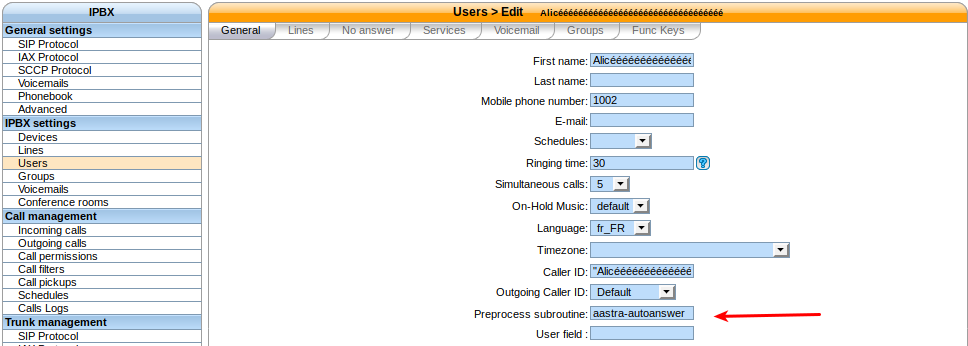 IPBX
General settings
SIP Protocol
IAX Protocol
SCCP Protocol
Voicemails
Phonebook
Advanced
IPBX settings
Devices
Lines
Users
Groups
Voicemails
Conference rooms
Call management
Incoming calls
Outgoing calls
Call permissions
Call filters
Call pickups
Schedules
Calls Logs
Trunk management
SIP Protocol
Users > Edit Alicéééééééééééééééééééééééééééééééé
General Lines No answer Services Voicemail Groups Func Keys
First name: Alicéééééééééééééé
Last name:
Mobile phone number: 1002
E-mail:
Schedules:
Ringing time: 30 ?
Simultaneous calls: 5
On-Hold Music: default
Language: fr_FR
Timezone:
Caller ID: "Alicééééééééééééé
Outgoing Caller ID: Default
Preprocess subroutine: aastra-autoanswer
User field :